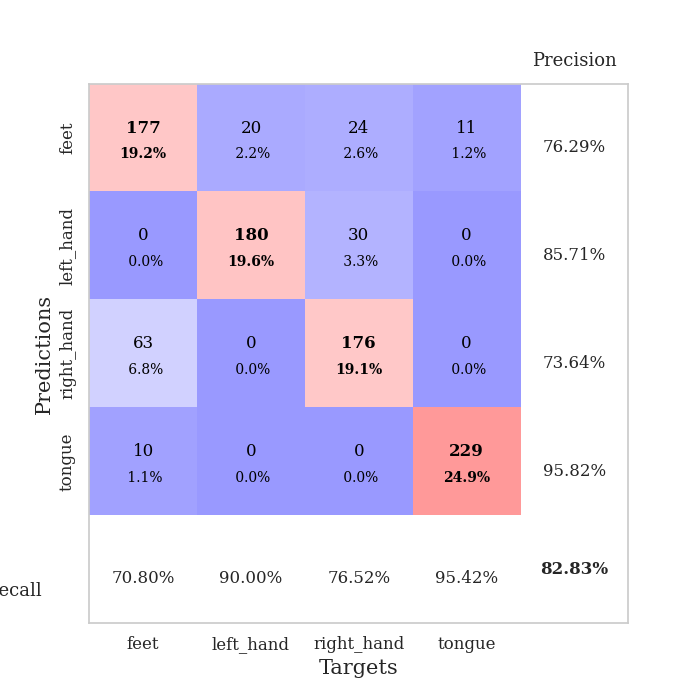 Precision
feet
177 20 24 11
19.2% 2.2% 2.6% 1.2%
76.29%
left_hand
0 180 30 0
0.0% 19.6% 3.3% 0.0%
85.71%
Predictions
right_hand
63 0 176 0
6.8% 0.0% 19.1% 0.0%
73.64%
tongue
10 0 0 229
1.1% 0.0% 0.0% 24.9%
95.82%
ecall
70.80% 90.00% 76.52% 95.42%
82.83%
feet left_hand right_hand tongue
Targets